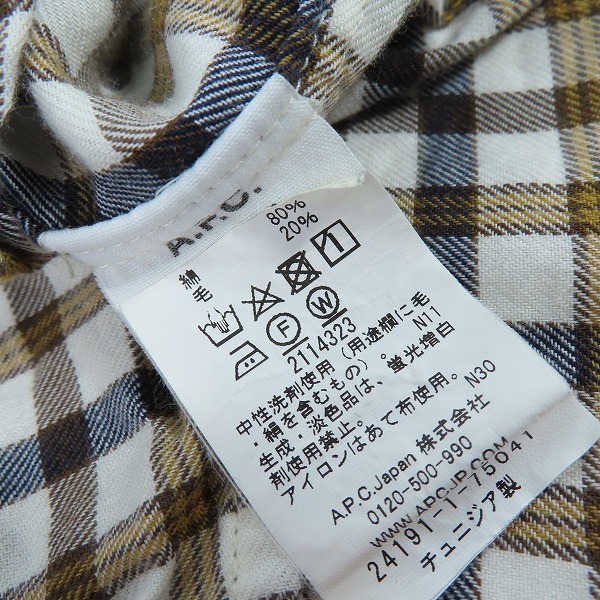 A.P.C.
綿 80%
毛 20%
1
F W
2114323
中性洗剤使用（用途欄に毛
・絹を含むもの）。 N11
生成・淡色品は、蛍光増白
剤使用禁止。
アイロンはあて布使用。 N30
A.P.C.Japan 株式会社
0120-500-990
WWW.APCJP.COM
24191-1-75041
チュニジア製